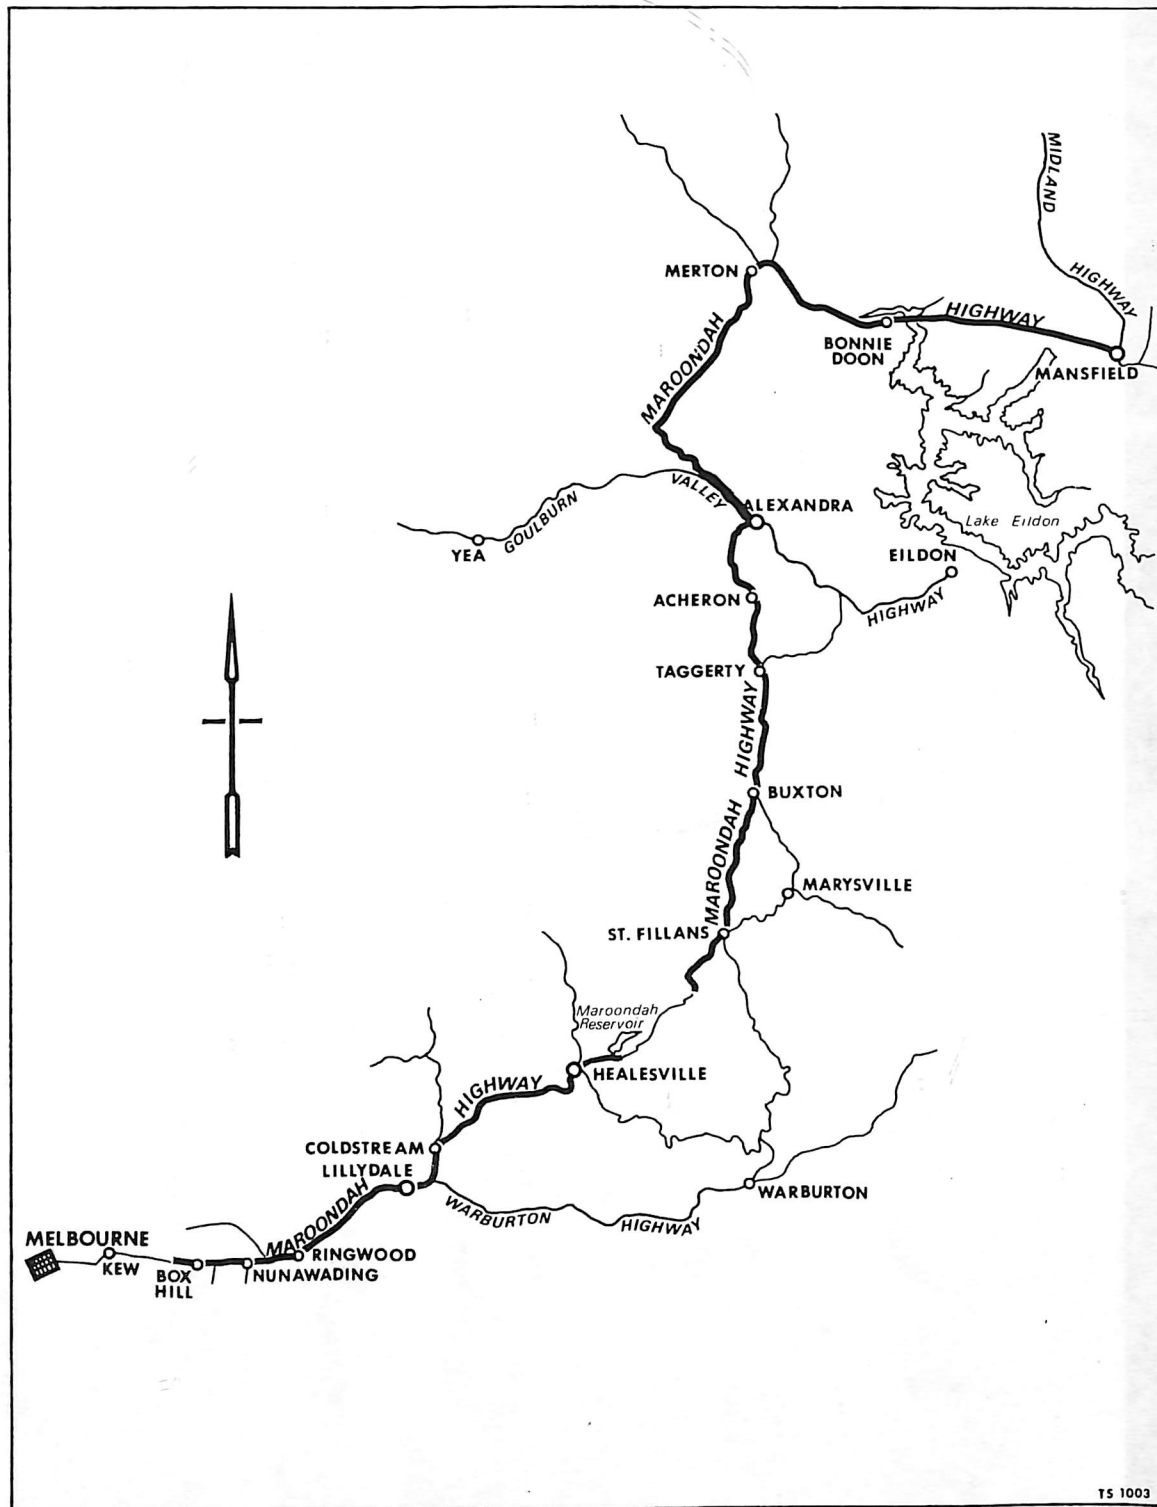 MIDLAND
HIGHWAY
MERTON
HIGHWAY
BONNIE
DOON
MANSFIELD
MAROONDAH
VALLEY
GOULBURN
YEA
ALEXANDRA
Lake Eildon
EILDON
ACHERON
HIGHWAY
TAGGERTY
HIGHWAY
BUXTON
MAROONDAH
MARYSVILLE
ST. FILLANS
Maroondah
Reservoir
HEALESVILLE
HIGHWAY
COLDSTREAM
LILLYDALE
WARBURTON
WARBURTON
HIGHWAY
MAROONDAH
MELBOURNE
KEW
BOX
HILL
NUNAWADING
RINGWOOD
TS 1003